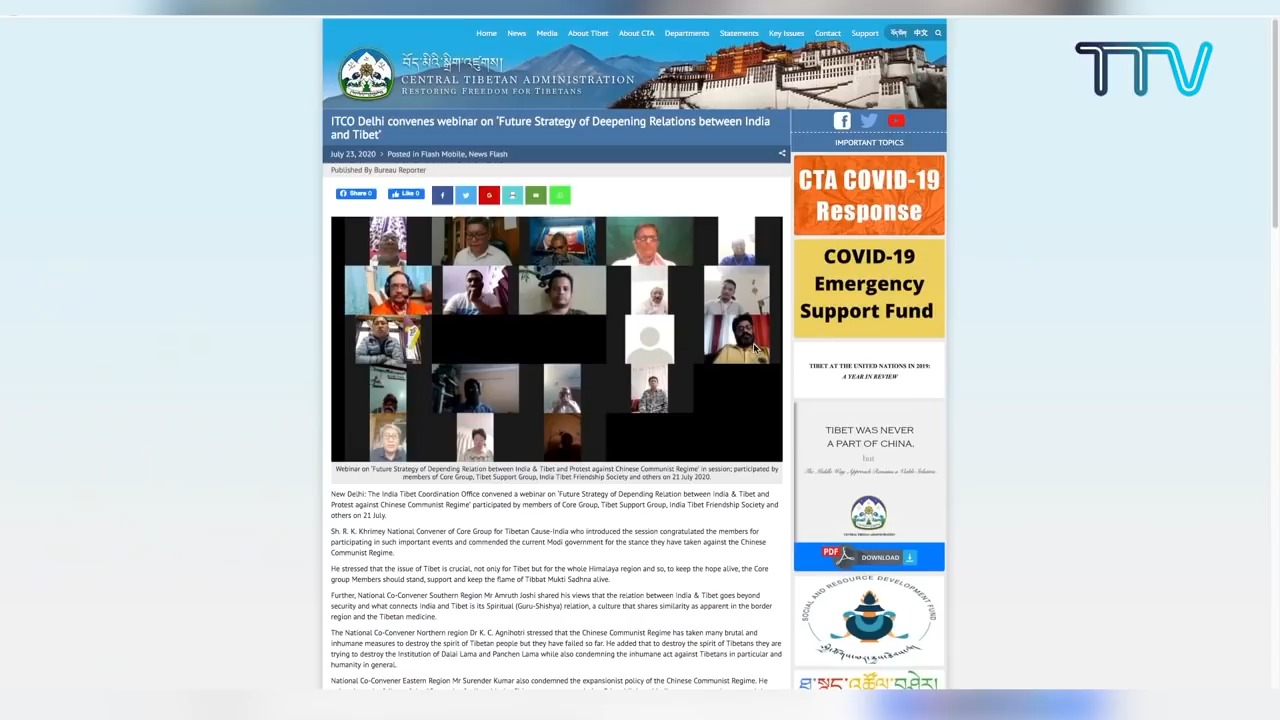 Home News Media About Tibet About CTA Departments Statements Key Issues Contact Support བོད་ཡིག 中文
TTV
བོད་མིའི་སྒྲིག་འཛུགས།
CENTRAL TIBETAN ADMINISTRATION
RESTORING FREEDOM FOR TIBETANS
ITCO Delhi convenes webinar on 'Future Strategy of Deepening Relations between India
and Tibet'
IMPORTANT TOPICS
July 23, 2020 > Posted in Flash Mobile, News Flash
Published By Bureau Reporter
Share 0 Like 0
CTA COVID-19
Response
COVID-19
Emergency
Support Fund
TIBET AT THE UNITED NATIONS IN 2019:
A YEAR IN REVIEW
TIBET WAS NEVER
A PART OF CHINA.
but
The Middle Way Approach Remains a Viable Solution.
CENTRAL TIBETAN ADMINISTRATION
PDF DOWNLOAD
SOCIAL AND RESOURCE DEVELOPMENT FUND
Webinar on 'Future Strategy of Depending Relation between India & Tibet and Protest against Chinese Communist Regime' in session; participated by
members of Core Group, Tibet Support Group, India Tibet Friendship Society and others on 21 July 2020.
New Delhi: The India Tibet Coordination Office convened a webinar on 'Future Strategy of Depending Relation between India & Tibet and
Protest against Chinese Communist Regime' participated by members of Core Group, Tibet Support Group, India Tibet Friendship Society and
others on 21 July.
Sh. R. K. Khrimey National Convener of Core Group for Tibetan Cause-India who introduced the session congratulated the members for
participating in such important events and commended the current Modi government for the stance they have taken against the Chinese
Communist Regime.
He stressed that the issue of Tibet is crucial, not only for Tibet but for the whole Himalaya region and so, to keep the hope alive, the Core
group Members should stand, support and keep the flame of Tibbat Mukti Sadhna alive.
Further, National Co-Convener Southern Region Mr Amruth Joshi shared his views that the relation between India & Tibet goes beyond
security and what connects India and Tibet is its Spiritual (Guru-Shishya) relation, a culture that shares similarity as apparent in the border
region and the Tibetan medicine.
The National Co-Convener Northern region Dr K. C. Agnihotri stressed that the Chinese Communist Regime has taken many brutal and
inhumane measures to destroy the spirit of Tibetan people but they have failed so far. He added that to destroy the spirit of Tibetans they are
trying to destroy the Institution of Dalai Lama and Panchen Lama while also condemning the inhumane act against Tibetans in particular and
humanity in general.
National Co-Convener Eastern Region Mr Surender Kumar also condemned the expansionist policy of the Chinese Communist Regime. He